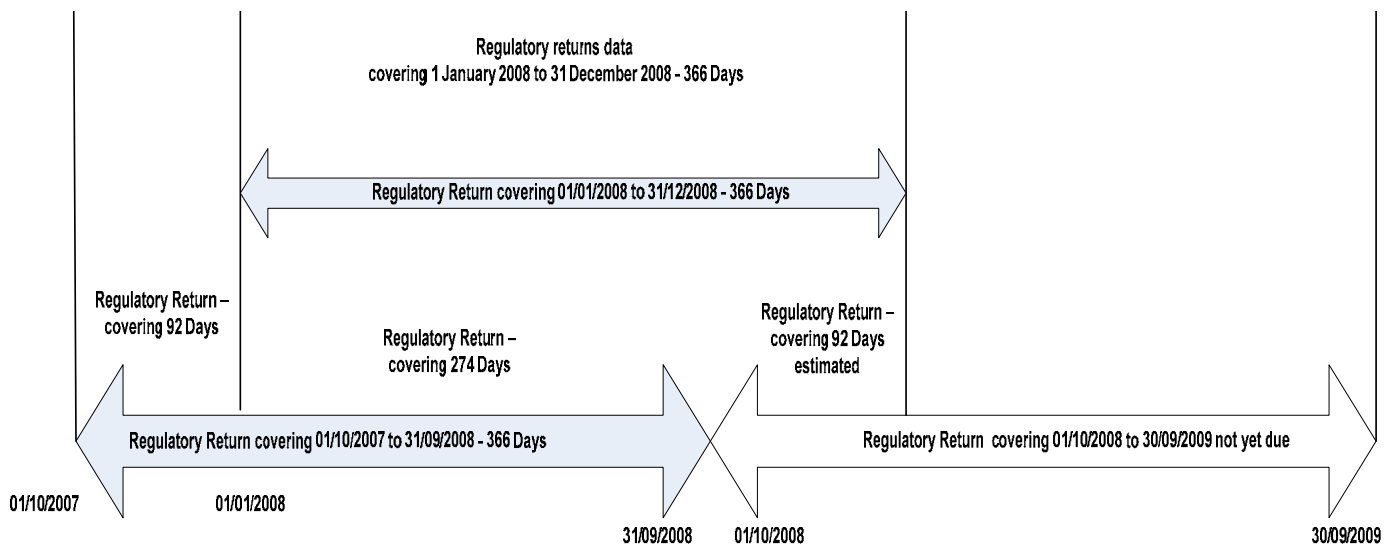 Regulatory returns data
covering 1 January 2008 to 31 December 2008 - 366 Days
Regulatory Return covering 01/01/2008 to 31/12/2008 - 366 Days
Regulatory Return –
covering 92 Days
Regulatory Return –
covering 274 Days
Regulatory Return –
covering 92 Days
estimated
Regulatory Return covering 01/10/2007 to 31/09/2008 - 366 Days
Regulatory Return covering 01/10/2008 to 30/09/2009 not yet due
01/10/2007
01/01/2008
31/09/2008
01/10/2008
30/09/2009